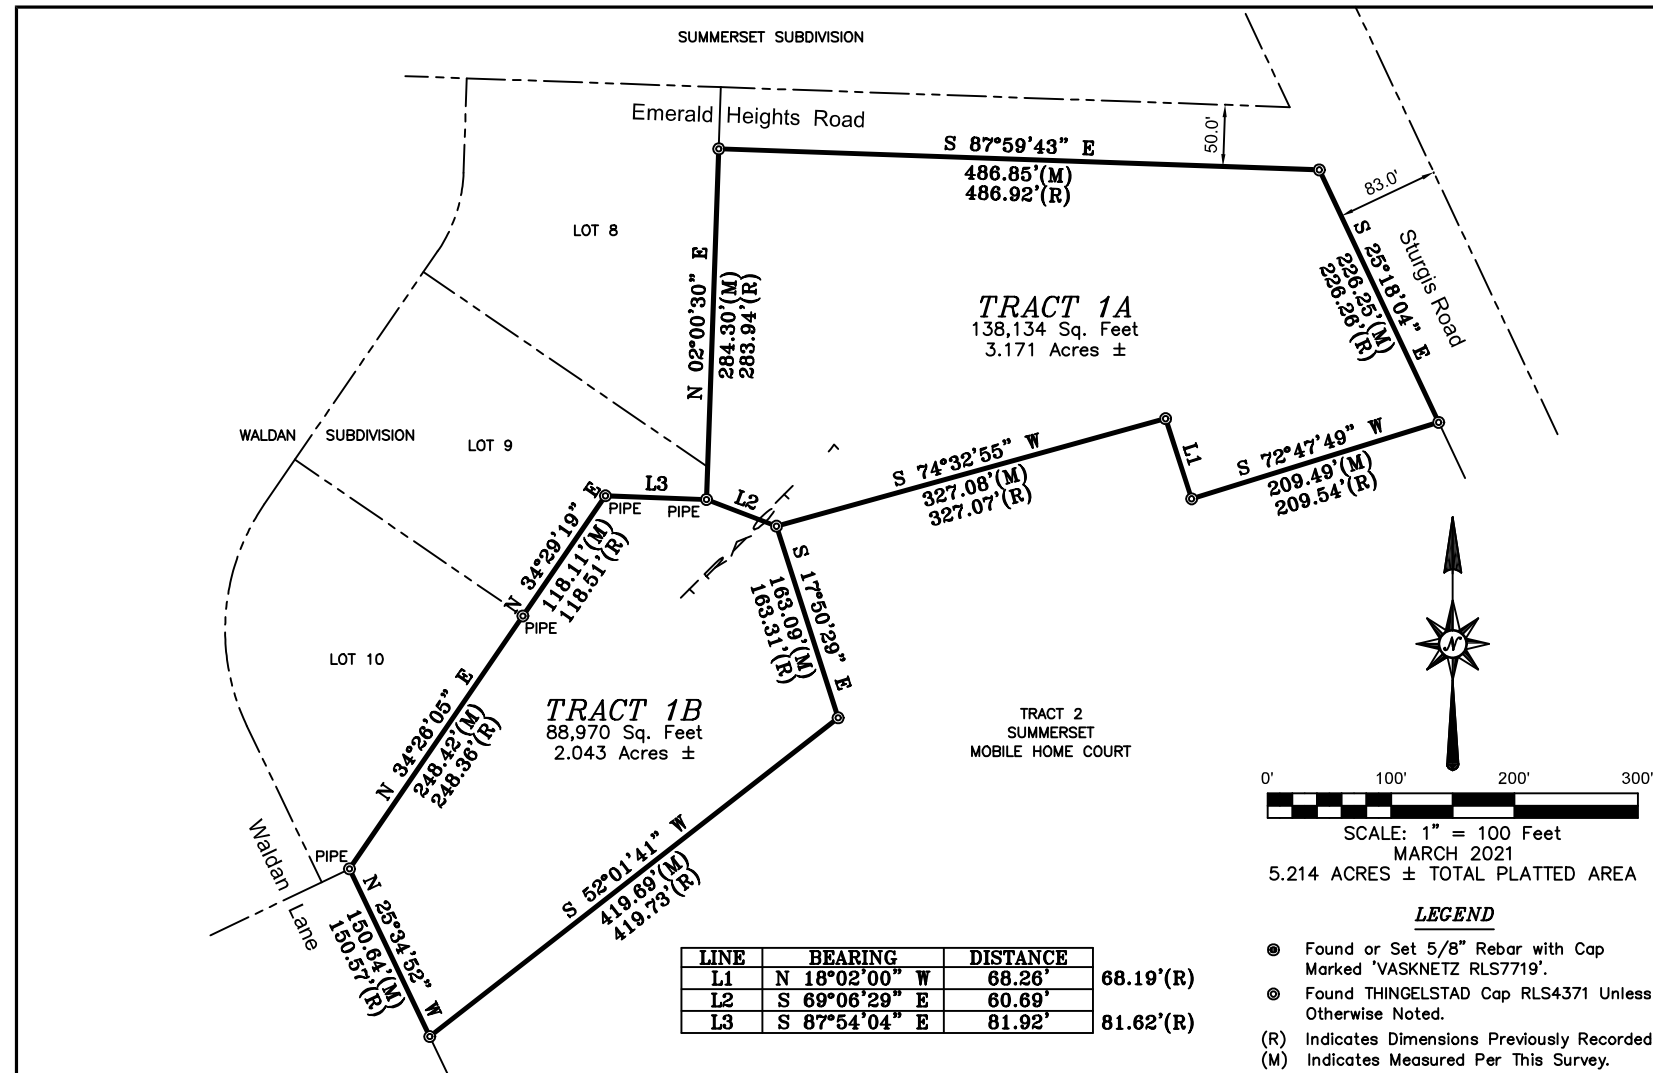 SUMMERSET SUBDIVISION
Emerald Heights Road
50.0'
S 87°59'43" E
486.85'(M)
486.92'(R)
83.0'
Sturgis Road
S 25°18'04" E
226.25'(M)
226.26'(R)
LOT 8
N 02°00'30" E
284.30'(M)
283.94'(R)
TRACT 1A
138,134 Sq. Feet
3.171 Acres ±
WALDAN SUBDIVISION
LOT 9
L3
L2
L1
S 74°32'55" W
327.08'(M)
327.07'(R)
S 72°47'49" W
209.49'(M)
209.54'(R)
PIPE
PIPE
N 34°29'19" E
118.11'(M)
118.51'(R)
PIPE
S 17°50'29" E
163.09'(M)
163.31'(R)
LOT 10
N 34°26'05" E
248.42'(M)
248.36'(R)
TRACT 1B
88,970 Sq. Feet
2.043 Acres ±
TRACT 2
SUMMERSET
MOBILE HOME COURT
N
0' 100' 200' 300'
SCALE: 1" = 100 Feet
MARCH 2021
5.214 ACRES ± TOTAL PLATTED AREA
PIPE
Waldan
Lane
N 25°34'52" W
150.64'(M)
150.57'(R)
S 52°01'41" W
419.69'(M)
419.73'(R)
LINE BEARING DISTANCE
L1 N 18°02'00" W 68.26' 68.19'(R)
L2 S 69°06'29" E 60.69'
L3 S 87°54'04" E 81.92' 81.62'(R)
LEGEND
Found or Set 5/8" Rebar with Cap
Marked 'VASKNETZ RLS7719'.
Found THINGELSTAD Cap RLS4371 Unless
Otherwise Noted.
(R) Indicates Dimensions Previously Recorded
(M) Indicates Measured Per This Survey.